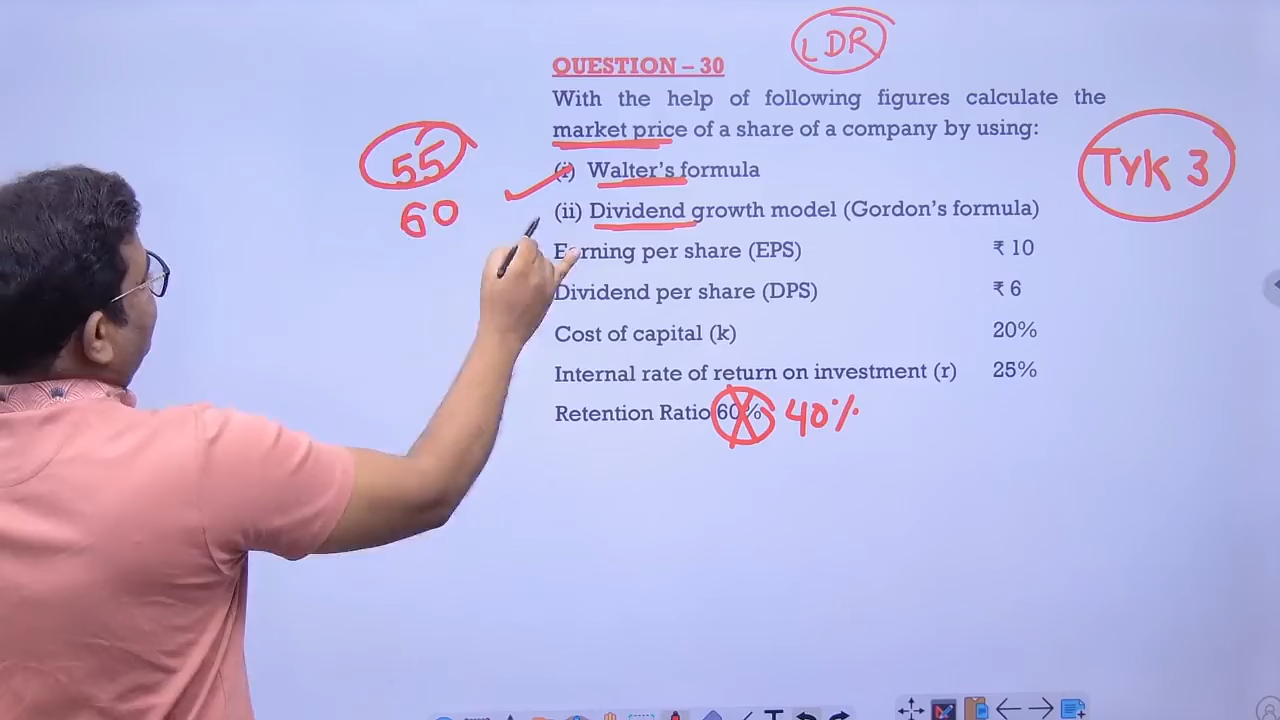 LDR
QUESTION – 30
With the help of following figures calculate the
market price of a share of a company by using:
(i) Walter's formula
(ii) Dividend growth model (Gordon's formula)
Earning per share (EPS) ₹ 10
Dividend per share (DPS) ₹ 6
Cost of capital (k) 20%
Internal rate of return on investment (r) 25%
Retention Ratio 60% 40%
55
60
TYK 3